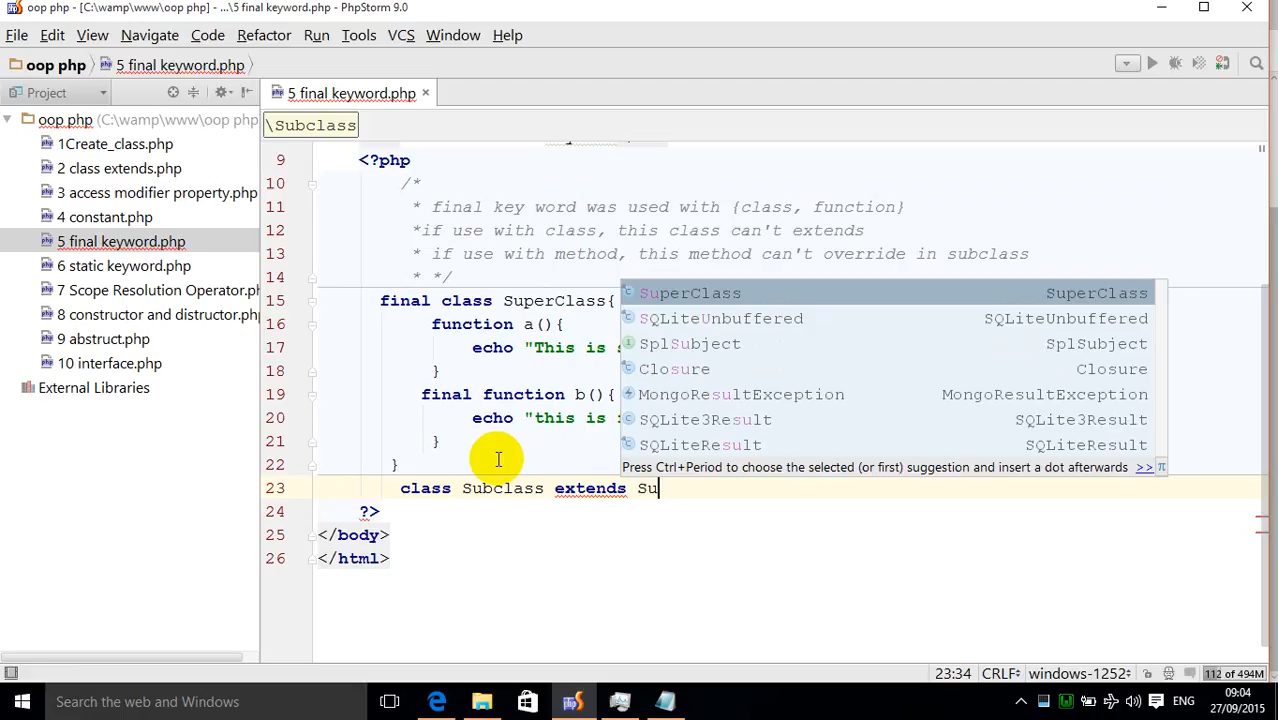 oop php - [C:\wamp\www\oop php] - ...\5 final keyword.php - PhpStorm 9.0
File Edit View Navigate Code Refactor Run Tools VCS Window Help
oop php 5 final keyword.php
Project
5 final keyword.php
oop php (C:\wamp\www\oop php)
\Subclass
1Create_class.php
2 class extends.php
3 access modifier property.php
4 constant.php
5 final keyword.php
6 static keyword.php
7 Scope Resolution Operator.php
8 constructor and distructor.php
9 abstruct.php
10 interface.php
External Libraries
9 <?php
10 /*
11 * final key word was used with {class, function}
12 *if use with class, this class can't extends
13 * if use with method, this method can't override in subclass
14 * */
15 final class SuperClass{
16 function a(){
17 echo "This is
18 }
19 final function b(){
20 echo "this is
21 }
22 }
23 class Subclass extends Su
24 ?>
25 </body>
26 </html>
SuperClass SuperClass
SQLiteUnbuffered SQLiteUnbuffered
SplSubject SplSubject
Closure Closure
MongoResultException MongoResultException
SQLite3Result SQLite3Result
SQLiteResult SQLiteResult
Press Ctrl+Period to choose the selected (or first) suggestion and insert a dot afterwards >> π
23:34 CRLF windows-1252 112 of 494M
Search the web and Windows
ENG
09:04
27/09/2015